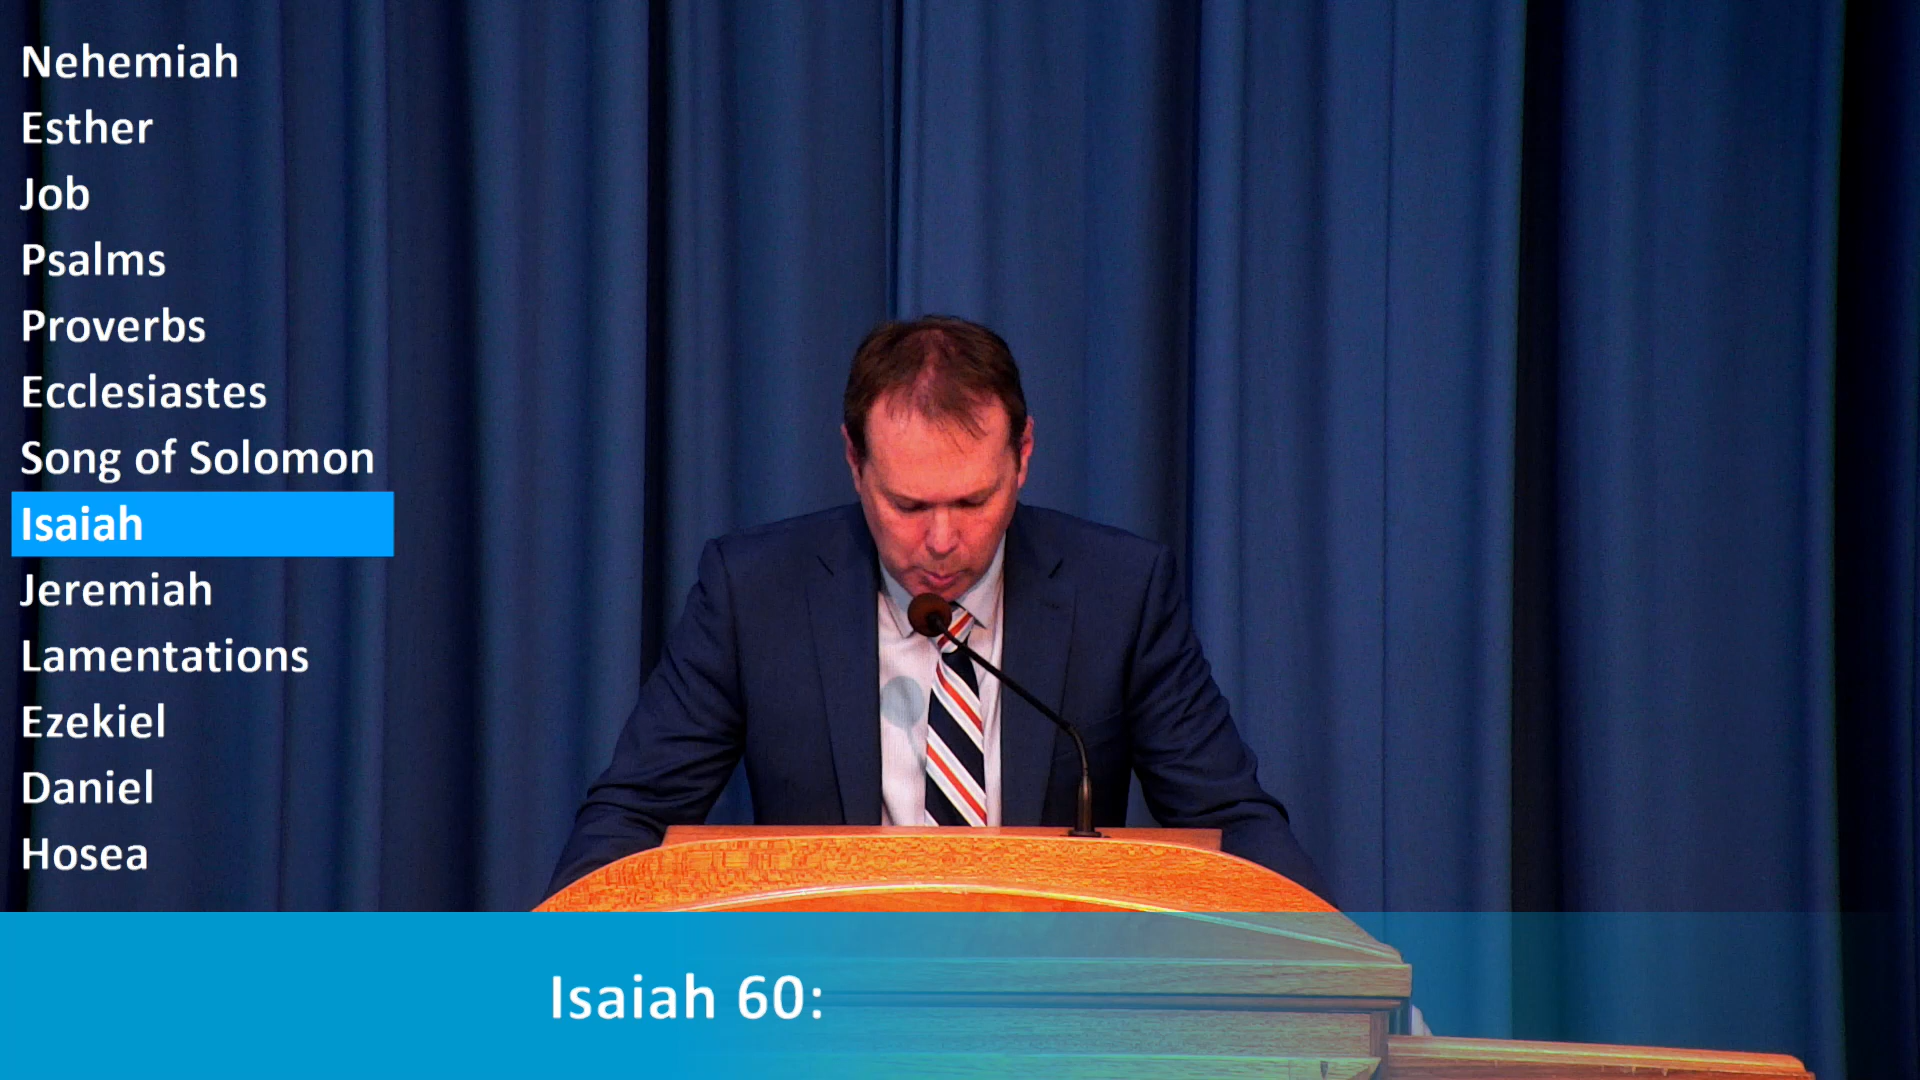 Nehemiah
Esther
Job
Psalms
Proverbs
Ecclesiastes
Song of Solomon
Isaiah
Jeremiah
Lamentations
Ezekiel
Daniel
Hosea
Isaiah 60: